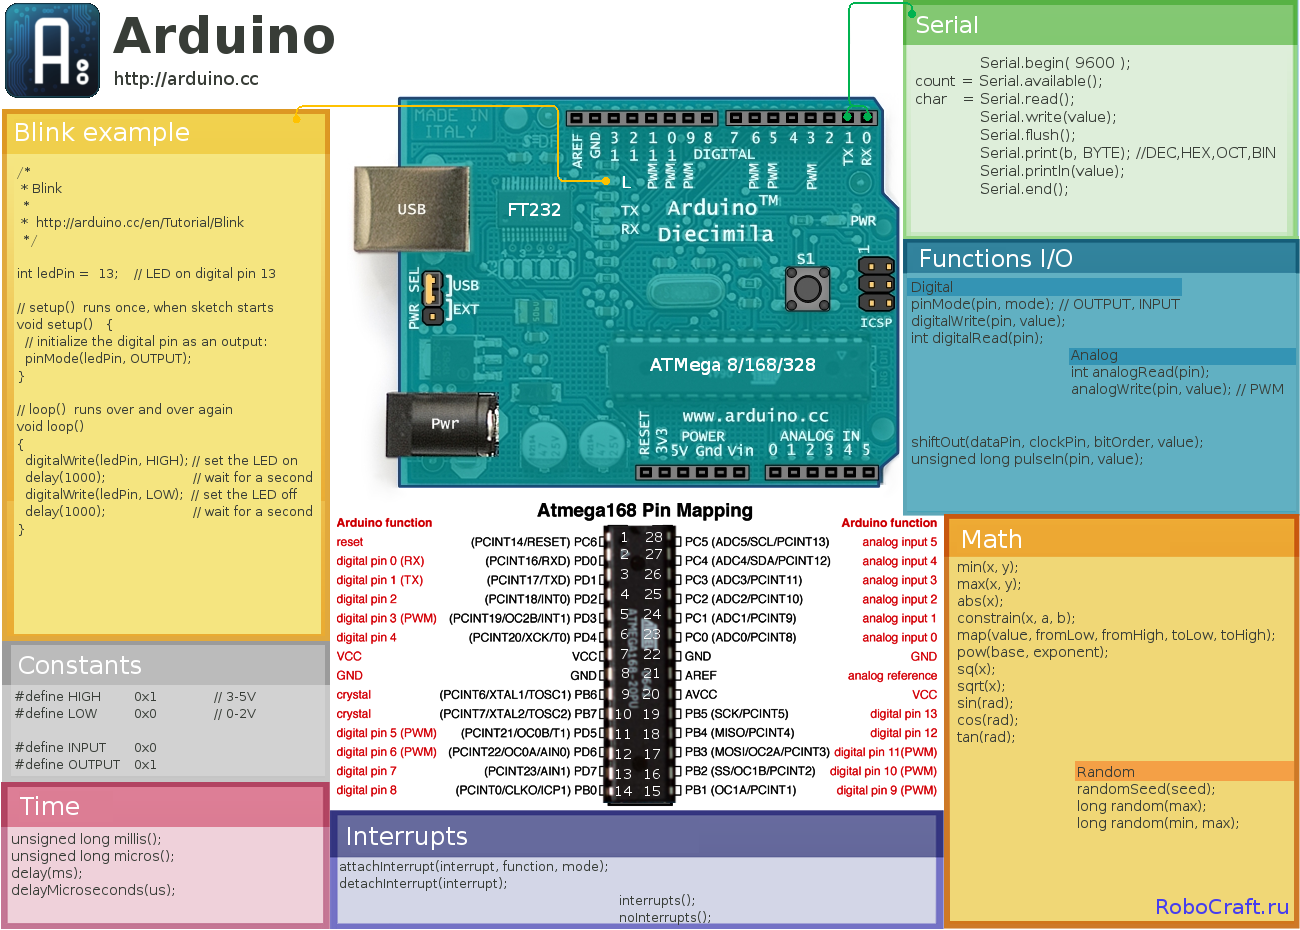 Arduino
http://arduino.cc
Blink example
/*
* Blink
*
* http://arduino.cc/en/Tutorial/Blink
*/
int ledPin = 13; // LED on digital pin 13
// setup() runs once, when sketch starts
void setup() {
// initialize the digital pin as an output:
pinMode(ledPin, OUTPUT);
}
// loop() runs over and over again
void loop()
{
digitalWrite(ledPin, HIGH); // set the LED on
delay(1000); // wait for a second
digitalWrite(ledPin, LOW); // set the LED off
delay(1000); // wait for a second
}
Constants
#define HIGH 0x1 // 3-5V
#define LOW 0x0 // 0-2V
#define INPUT 0x0
#define OUTPUT 0x1
Time
unsigned long millis();
unsigned long micros();
delay(ms);
delayMicroseconds(us);
MADE IN
ITALY
AREF
GND
13 12 11 10 9 8
7 6 5 4 3 2 1 0
DIGITAL
PWM PWM PWM
PWM PWM PWM
TX
RX
L
TX
RX
USB
FT232
Arduino™
Diecimila
PWR
S1
1
ICSP
PWR SEL
USB
EXT
ATMega 8/168/328
www.arduino.cc
Pwr
RESET
3V3
POWER
5V Gnd Vin
ANALOG IN
0 1 2 3 4 5
Atmega168 Pin Mapping
Arduino function Arduino function
reset (PCINT14/RESET) PC6 1 28 PC5 (ADC5/SCL/PCINT13) analog input 5
digital pin 0 (RX) (PCINT16/RXD) PD0 2 27 PC4 (ADC4/SDA/PCINT12) analog input 4
digital pin 1 (TX) (PCINT17/TXD) PD1 3 26 PC3 (ADC3/PCINT11) analog input 3
digital pin 2 (PCINT18/INT0) PD2 4 25 PC2 (ADC2/PCINT10) analog input 2
digital pin 3 (PWM) (PCINT19/OC2B/INT1) PD3 5 24 PC1 (ADC1/PCINT9) analog input 1
digital pin 4 (PCINT20/XCK/T0) PD4 6 23 PC0 (ADC0/PCINT8) analog input 0
VCC VCC 7 22 GND GND
GND GND 8 21 AREF analog reference
crystal (PCINT6/XTAL1/TOSC1) PB6 9 20 AVCC VCC
crystal (PCINT7/XTAL2/TOSC2) PB7 10 19 PB5 (SCK/PCINT5) digital pin 13
digital pin 5 (PWM) (PCINT21/OC0B/T1) PD5 11 18 PB4 (MISO/PCINT4) digital pin 12
digital pin 6 (PWM) (PCINT22/OC0A/AIN0) PD6 12 17 PB3 (MOSI/OC2A/PCINT3) digital pin 11(PWM)
digital pin 7 (PCINT23/AIN1) PD7 13 16 PB2 (SS/OC1B/PCINT2) digital pin 10 (PWM)
digital pin 8 (PCINT0/CLKO/ICP1) PB0 14 15 PB1 (OC1A/PCINT1) digital pin 9 (PWM)
Interrupts
attachInterrupt(interrupt, function, mode);
detachInterrupt(interrupt);
interrupts();
noInterrupts();
Serial
Serial.begin( 9600 );
count = Serial.available();
char = Serial.read();
Serial.write(value);
Serial.flush();
Serial.print(b, BYTE); //DEC,HEX,OCT,BIN
Serial.println(value);
Serial.end();
Functions I/O
Digital
pinMode(pin, mode); // OUTPUT, INPUT
digitalWrite(pin, value);
int digitalRead(pin);
Analog
int analogRead(pin);
analogWrite(pin, value); // PWM
shiftOut(dataPin, clockPin, bitOrder, value);
unsigned long pulseIn(pin, value);
Math
min(x, y);
max(x, y);
abs(x);
constrain(x, a, b);
map(value, fromLow, fromHigh, toLow, toHigh);
pow(base, exponent);
sq(x);
sqrt(x);
sin(rad);
cos(rad);
tan(rad);
Random
randomSeed(seed);
long random(max);
long random(min, max);
RoboCraft.ru